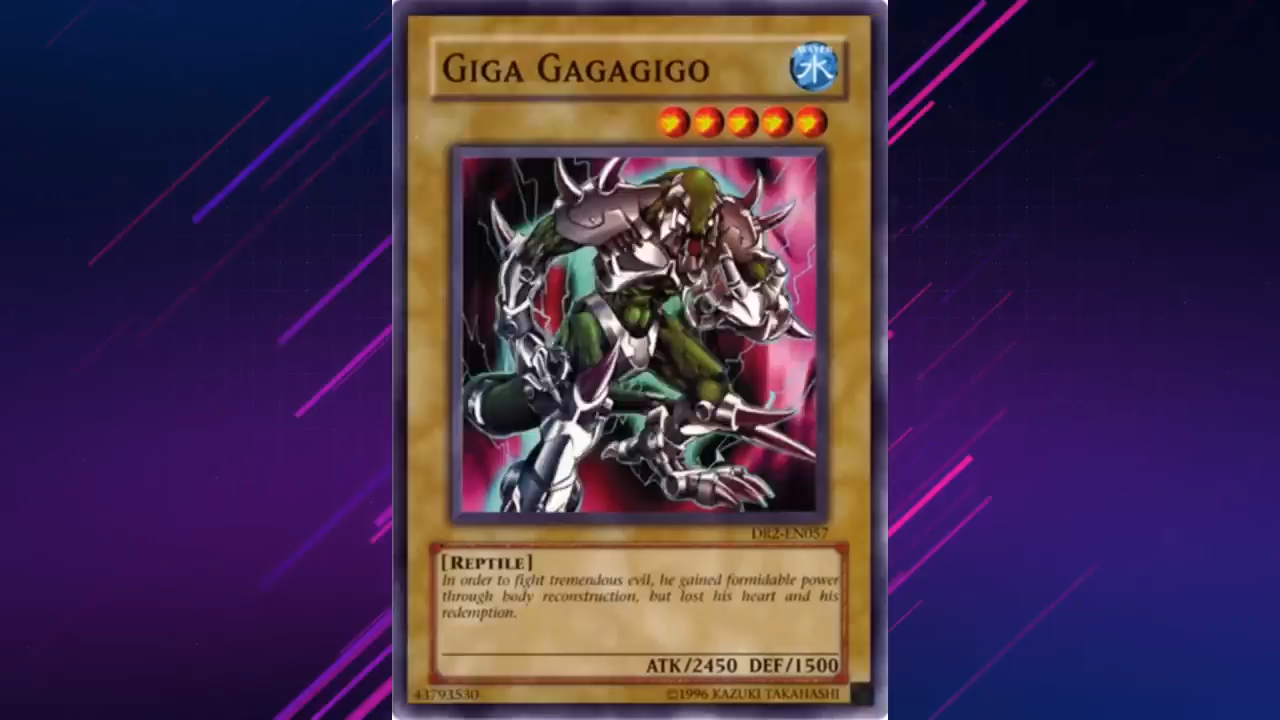 GIGA GAGAGIGO
WATER
水
DR2-EN057
[REPTILE]
In order to fight tremendous evil, he gained formidable power
through body reconstruction, but lost his heart and his
redemption.
ATK/2450 DEF/1500
43793530
©1996 KAZUKI TAKAHASHI